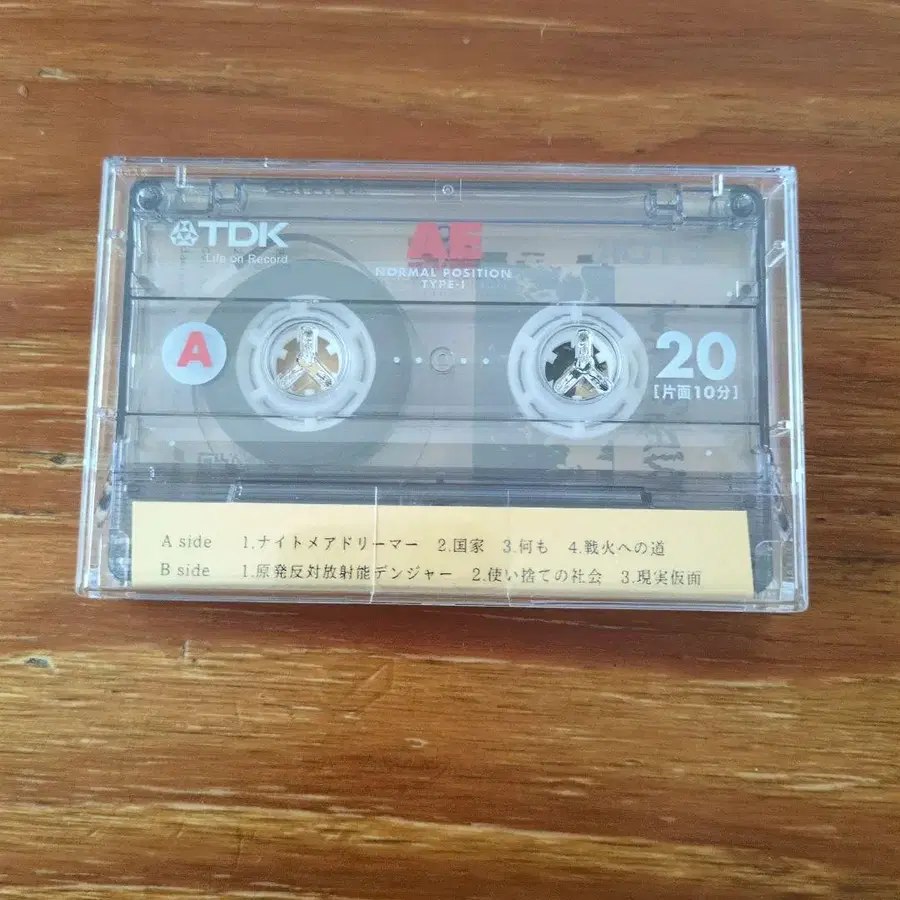 TDK
Life on Record
AE
NORMAL POSITION
TYPE-I
A
20
[片面10分]
A side 1.ナイトメアドリーマー 2.国家 3.何も 4.戦火への道
B side 1.原発反対放射能デンジャー 2.使い捨ての社会 3.現実仮面